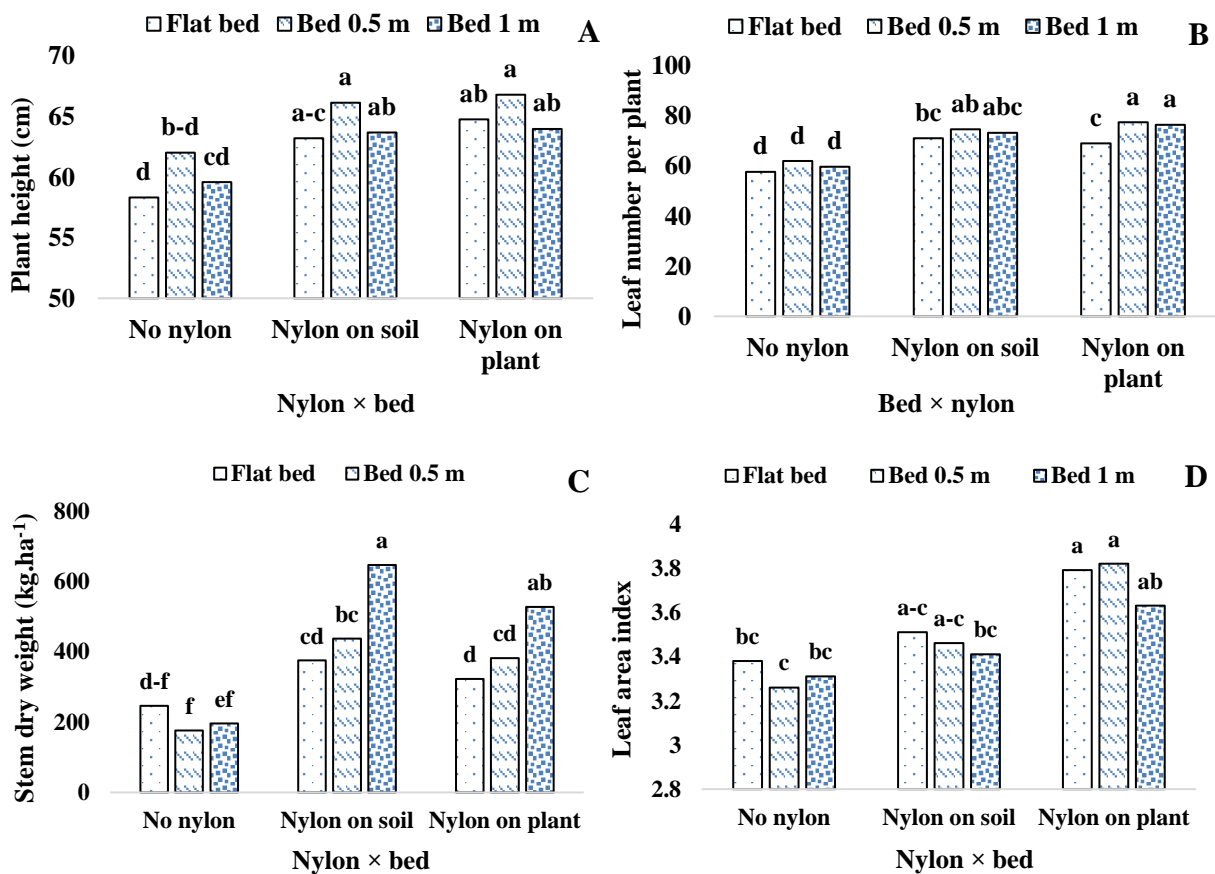 Flat bed Bed 0.5 m Bed 1 m
A
Plant height (cm)
70
65
60
55
50
d b-d cd a-c a ab ab a ab
No nylon Nylon on soil Nylon on
plant
Nylon × bed
Flat bed Bed 0.5 m Bed 1 m
B
Leaf number per plant
100
80
60
40
20
0
d d d bc ab abc c a a
No nylon Nylon on soil Nylon on
plant
Bed × nylon
Flat bed Bed 0.5 m
C
Stem dry weight (kg.ha-1)
800
600
400
200
0
d-f f ef cd bc a d cd ab
No nylon Nylon on soil Nylon on plant
Nylon × bed
Flat bed Bed 0.5 m Bed 1 m
D
Leaf area index
4
3.8
3.6
3.4
3.2
3
2.8
bc c bc a-c a-c bc a a ab
No nylon Nylon on soil Nylon on plant
Nylon × bed